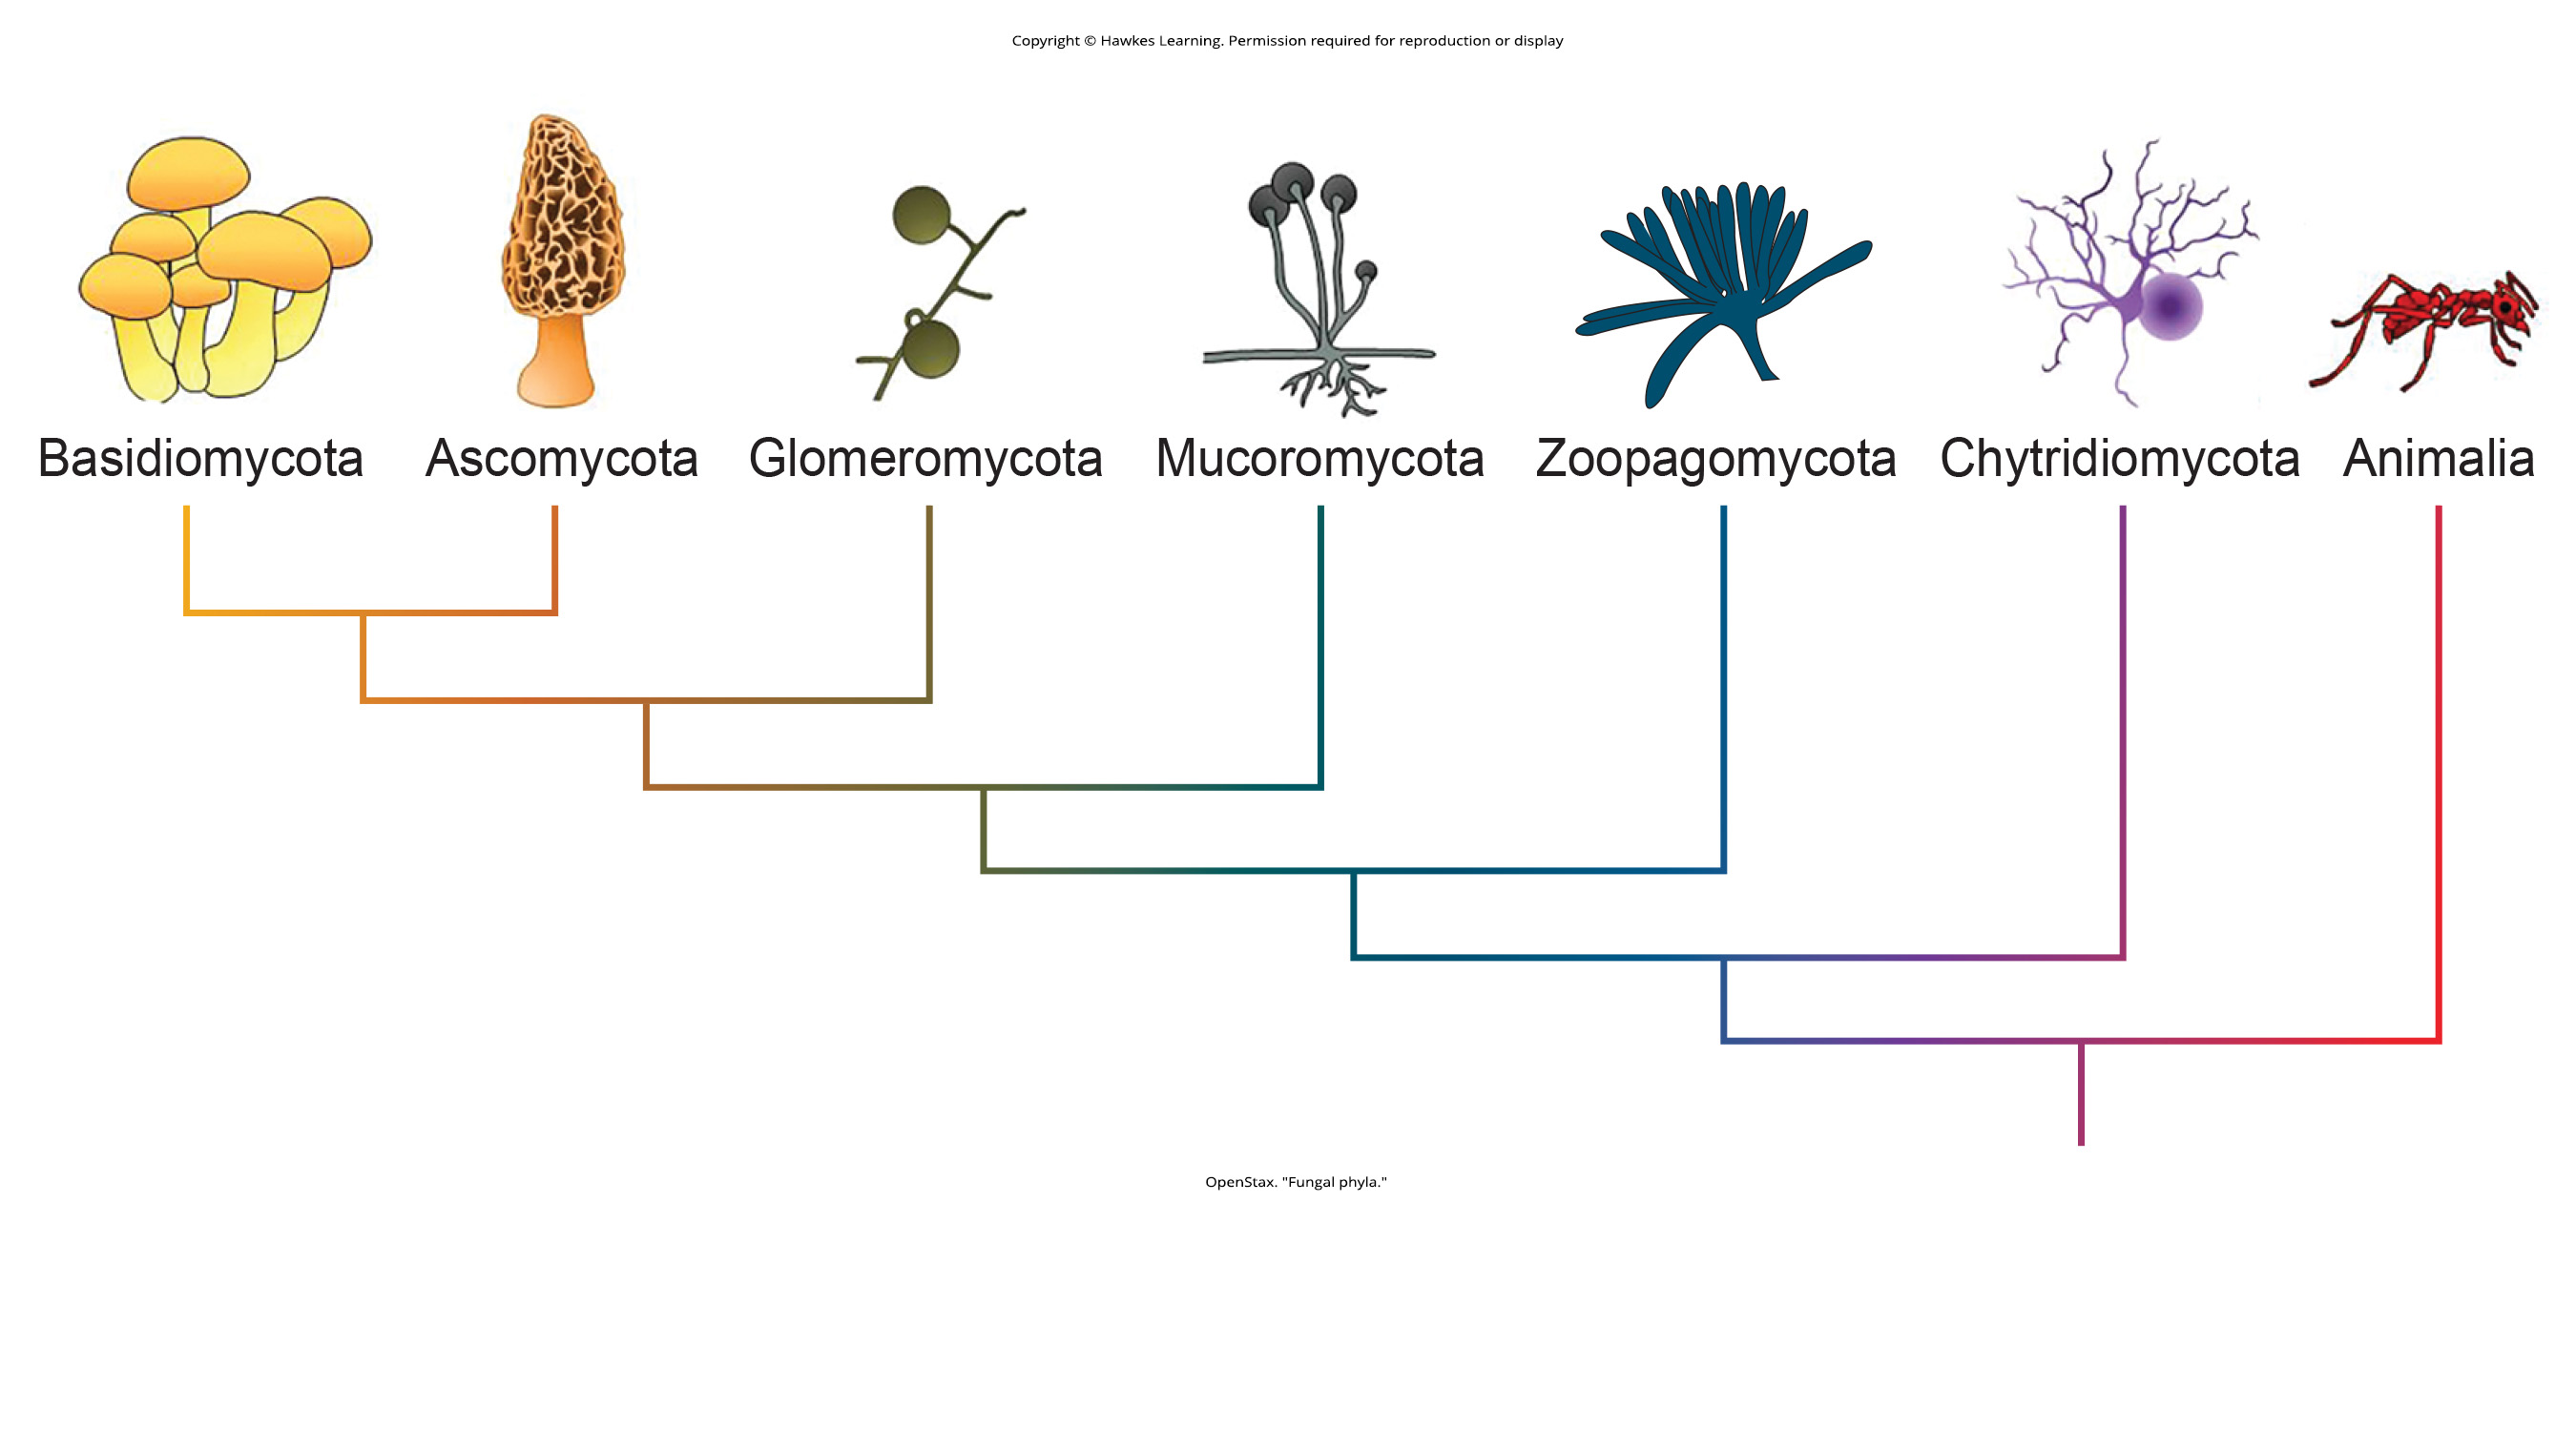 Copyright © Hawkes Learning. Permission required for reproduction or display
Basidiomycota Ascomycota Glomeromycota Mucoromycota Zoopagomycota Chytridiomycota Animalia
OpenStax. "Fungal phyla."